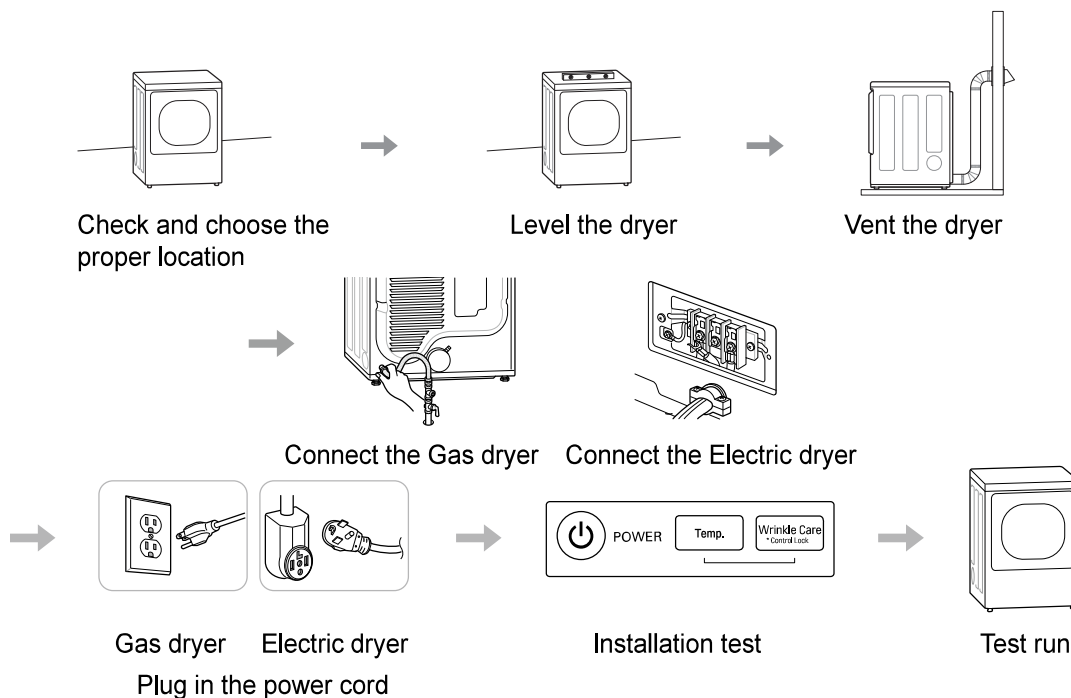 Check and choose the
proper location
Level the dryer
Vent the dryer
Connect the Gas dryer
Connect the Electric dryer
POWER
Temp.
Wrinkle Care
* Control Lock
Gas dryer
Electric dryer
Plug in the power cord
Installation test
Test run